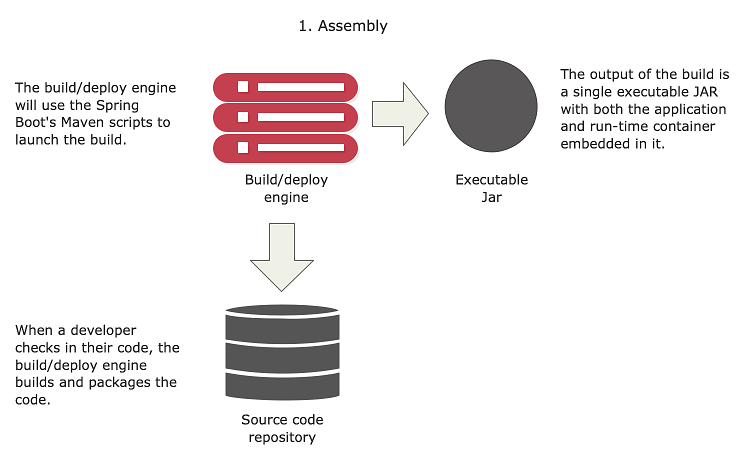 1. Assembly
The build/deploy engine
will use the Spring
Boot's Maven scripts to
launch the build.
Build/deploy
engine
Executable
Jar
The output of the build is
a single executable JAR
with both the application
and run-time container
embedded in it.
When a developer
checks in their code, the
build/deploy engine
builds and packages the
code.
Source code
repository